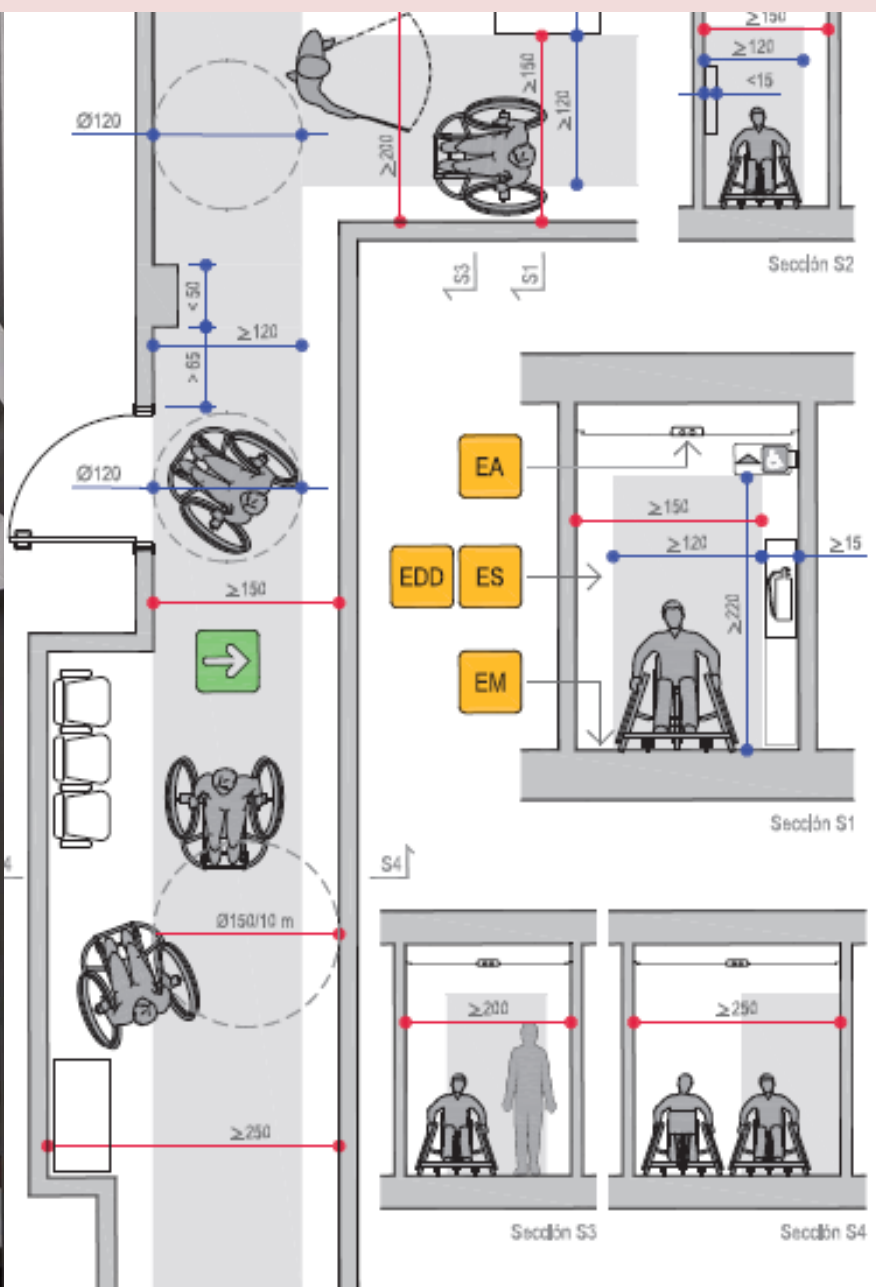 ≥150
≥120
<15
Sección S2
Ø120
≥200
≥150
≥120
S3
S1
< 50
≥120
> 65
Ø120
≥150
EA
EDD
ES
EM
≥150
≥120
≥15
≥220
Sección S1
4
S4
Ø150/10 m
≥250
≥200
Sección S3
≥250
Sección S4